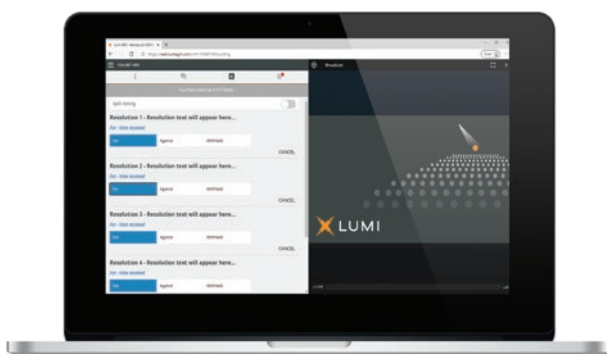 Broadcast
Split Voting
Resolution 1 - Resolution text will appear here...
For - Vote received
For Against Withheld
CANCEL
Resolution 2 - Resolution text will appear here...
For - Vote received
For Against Withheld
CANCEL
Resolution 3 - Resolution text will appear here...
For - Vote received
For Against Withheld
CANCEL
Resolution 4 - Resolution text will appear here...
For - Vote received
For Against Withheld
LUMI